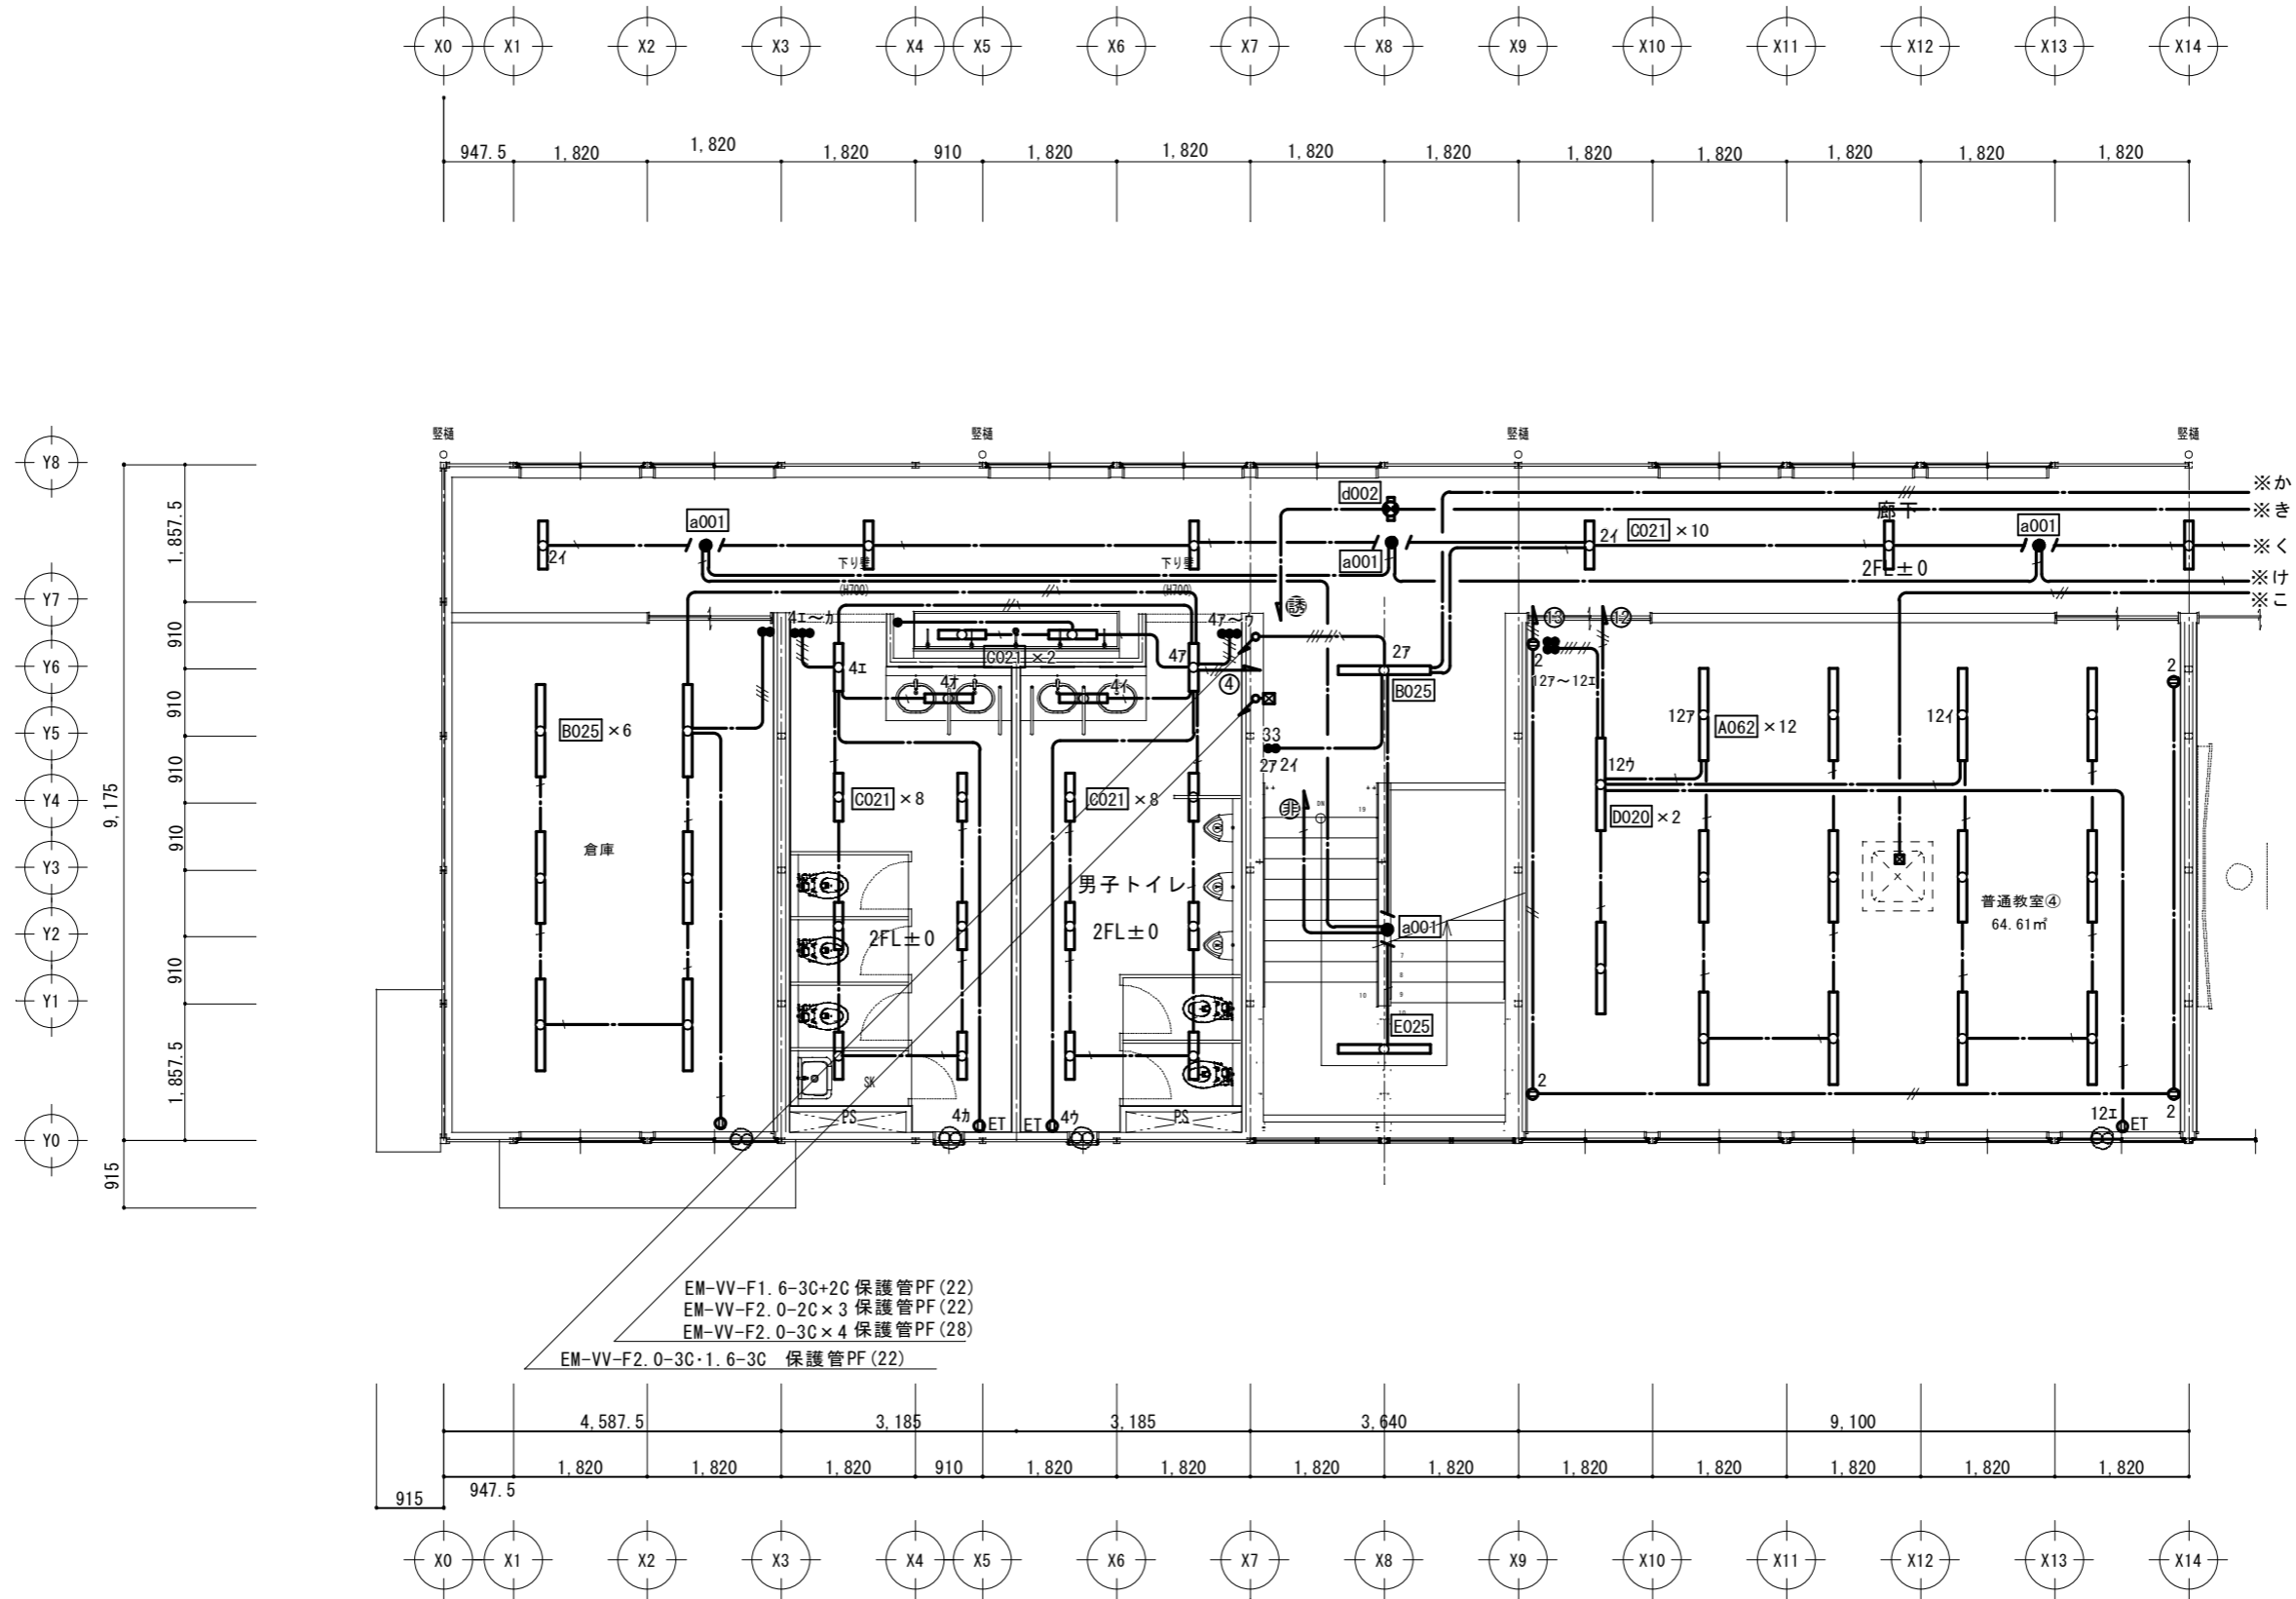 X0 X1 X2 X3 X4 X5 X6 X7 X8 X9 X10 X11 X12 X13 X14
947.5 1,820 1,820 1,820 910 1,820 1,820 1,820 1,820 1,820 1,820 1,820 1,820 1,820
竪樋 竪樋 竪樋 竪樋
Y8
Y7
Y6
Y5
Y4
Y3
Y2
Y1
Y0
1,857.5
910
910
910
910
910
1,857.5
9,175
915
d002
※か
※き
※く
※け
※こ
廊下
a001
a001
a001
2イ
2イ
C021 ×10
2FL±0
下り壁
(H700)
下り壁
(H700)
誘
⑬
⑫
4エ~カ
4ア~ウ
C021 ×2
4エ
4ア
4オ
4イ
④
2ア
B025
2
12ア~12エ
2
B025 ×6
33
2ア 2イ
12ア
A062 ×12
12イ
12ウ
D020 ×2
C021 ×8
C021 ×8
非
DN
19
倉庫
男子トイレ
2FL±0
2FL±0
a001
普通教室④
64.61㎡
7
8
9
10
10
E025
SK
PS
PS
4カ
ET
ET
4ウ
2
2
12エ
ET
EM-VV-F1.6-3C+2C 保護管PF(22)
EM-VV-F2.0-2C×3 保護管PF(22)
EM-VV-F2.0-3C×4 保護管PF(28)
EM-VV-F2.0-3C・1.6-3C 保護管PF(22)
4,587.5 3,185 3,185 3,640 9,100
1,820 1,820 1,820 910 1,820 1,820 1,820 1,820 1,820 1,820 1,820 1,820 1,820
915 947.5
X0 X1 X2 X3 X4 X5 X6 X7 X8 X9 X10 X11 X12 X13 X14